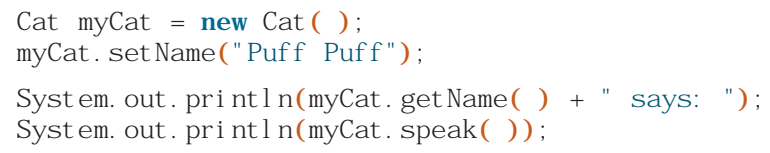 Cat myCat = new Cat( );
myCat.setName("Puff Puff");
System.out.println(myCat.getName( ) + " says: ");
System.out.println(myCat.speak( ));